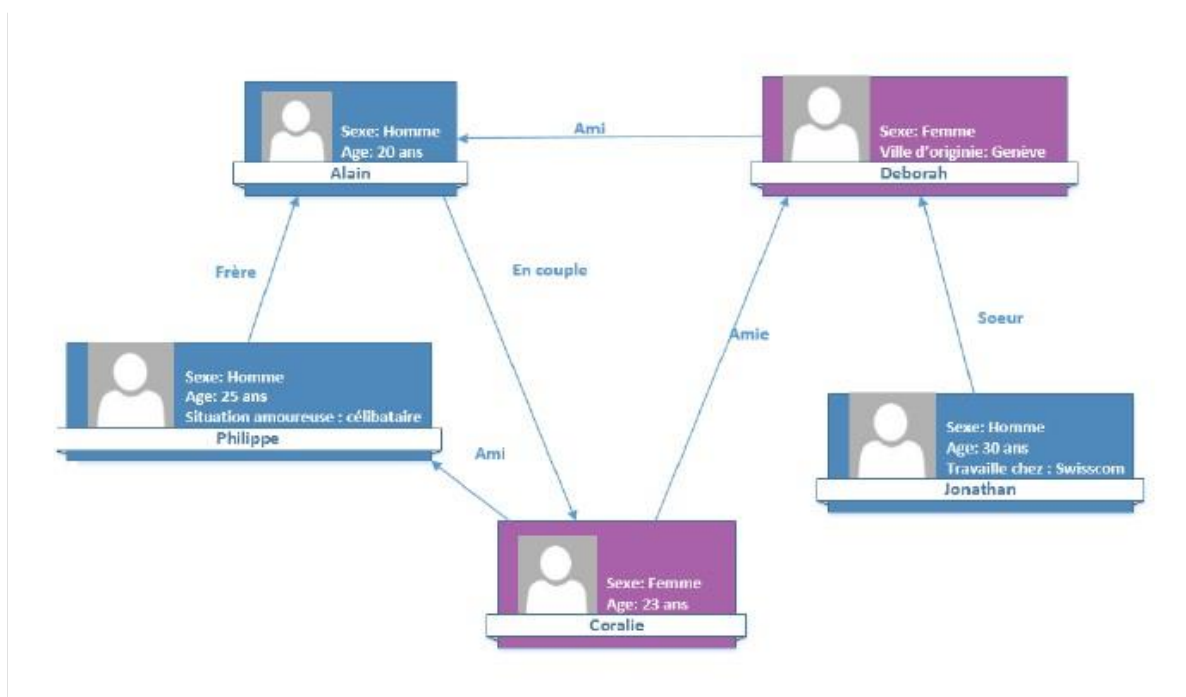 Sexe: Homme
Age: 20 ans
Alain
Ami
Sexe: Femme
Ville d'originie: Genève
Deborah
Frère
En couple
Amie
Soeur
Sexe: Homme
Age: 25 ans
Situation amoureuse : célibataire
Philippe
Ami
Sexe: Homme
Age: 30 ans
Travaille chez : Swisscom
Jonathan
Sexe: Femme
Age: 23 ans
Coralie